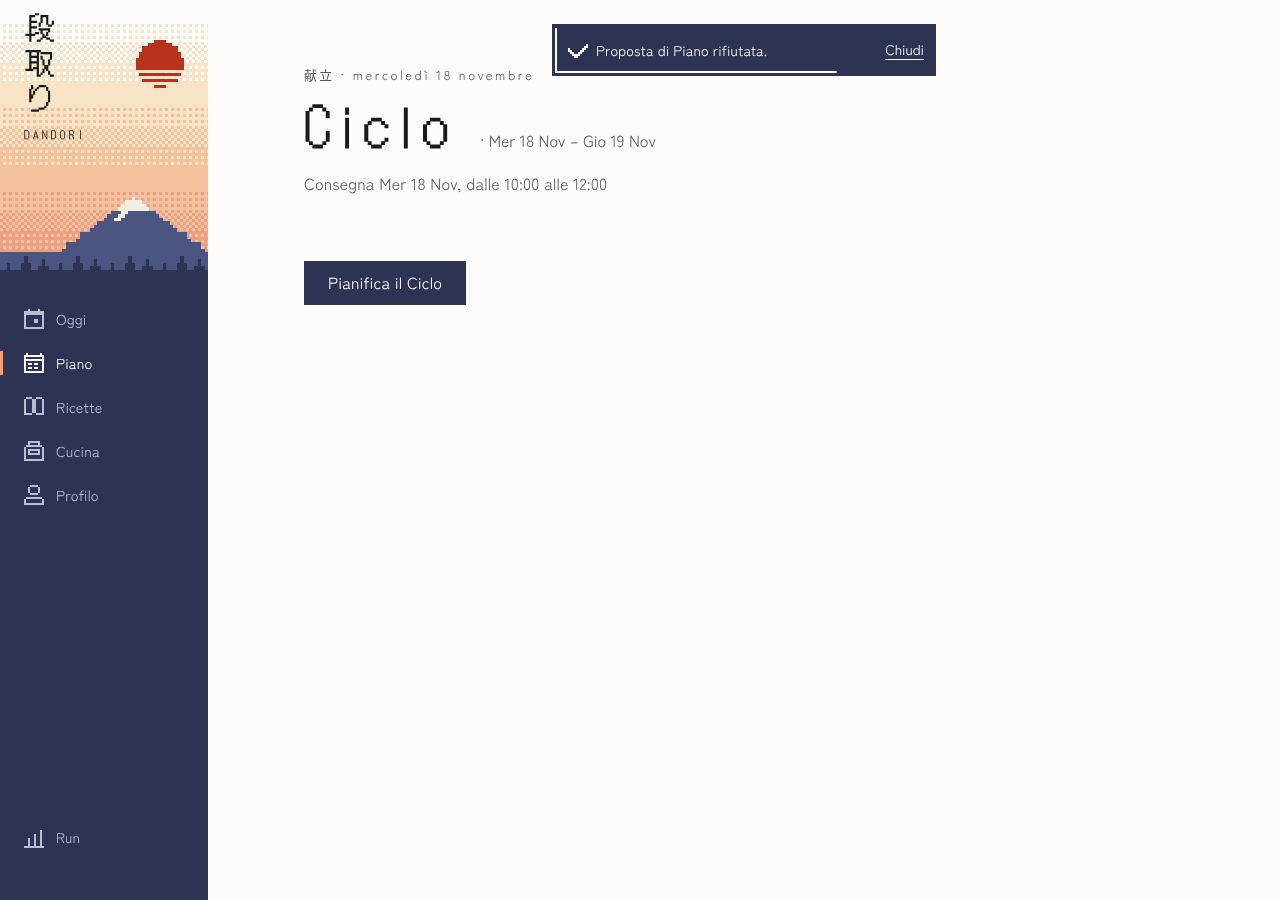 段取り
DANDORI
Oggi
Piano
Ricette
Cucina
Profilo
Run
Proposta di Piano rifiutata.
Chiudi
献立 · mercoledì 18 novembre
Ciclo
· Mer 18 Nov – Gio 19 Nov
Consegna Mer 18 Nov, dalle 10:00 alle 12:00
Pianifica il Ciclo